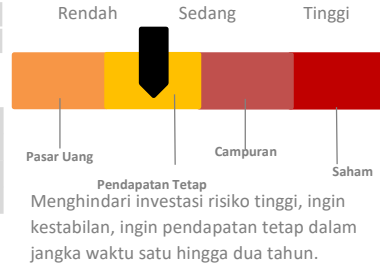 Rendah Sedang Tinggi
Pasar Uang
Pendapatan Tetap
Campuran
Saham
Menghindari investasi risiko tinggi, ingin
kestabilan, ingin pendapatan tetap dalam
jangka waktu satu hingga dua tahun.